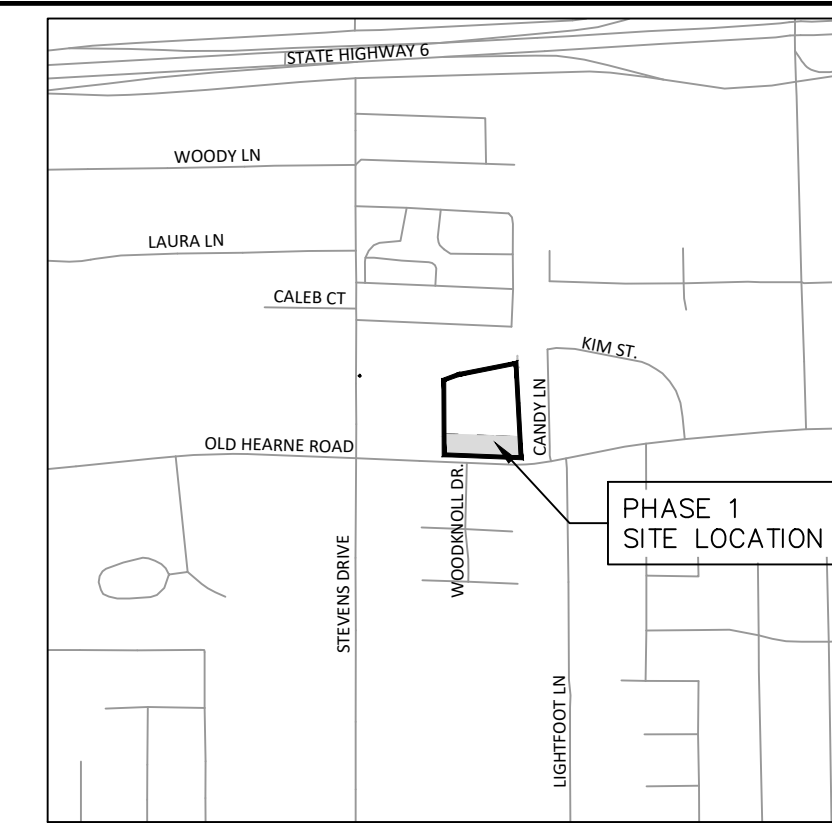 STATE HIGHWAY 6
WOODY LN
LAURA LN
CALEB CT
KIM ST.
CANDY LN
OLD HEARNE ROAD
WOODKNOLL DR.
PHASE 1
SITE LOCATION
STEVENS DRIVE
LIGHTFOOT LN